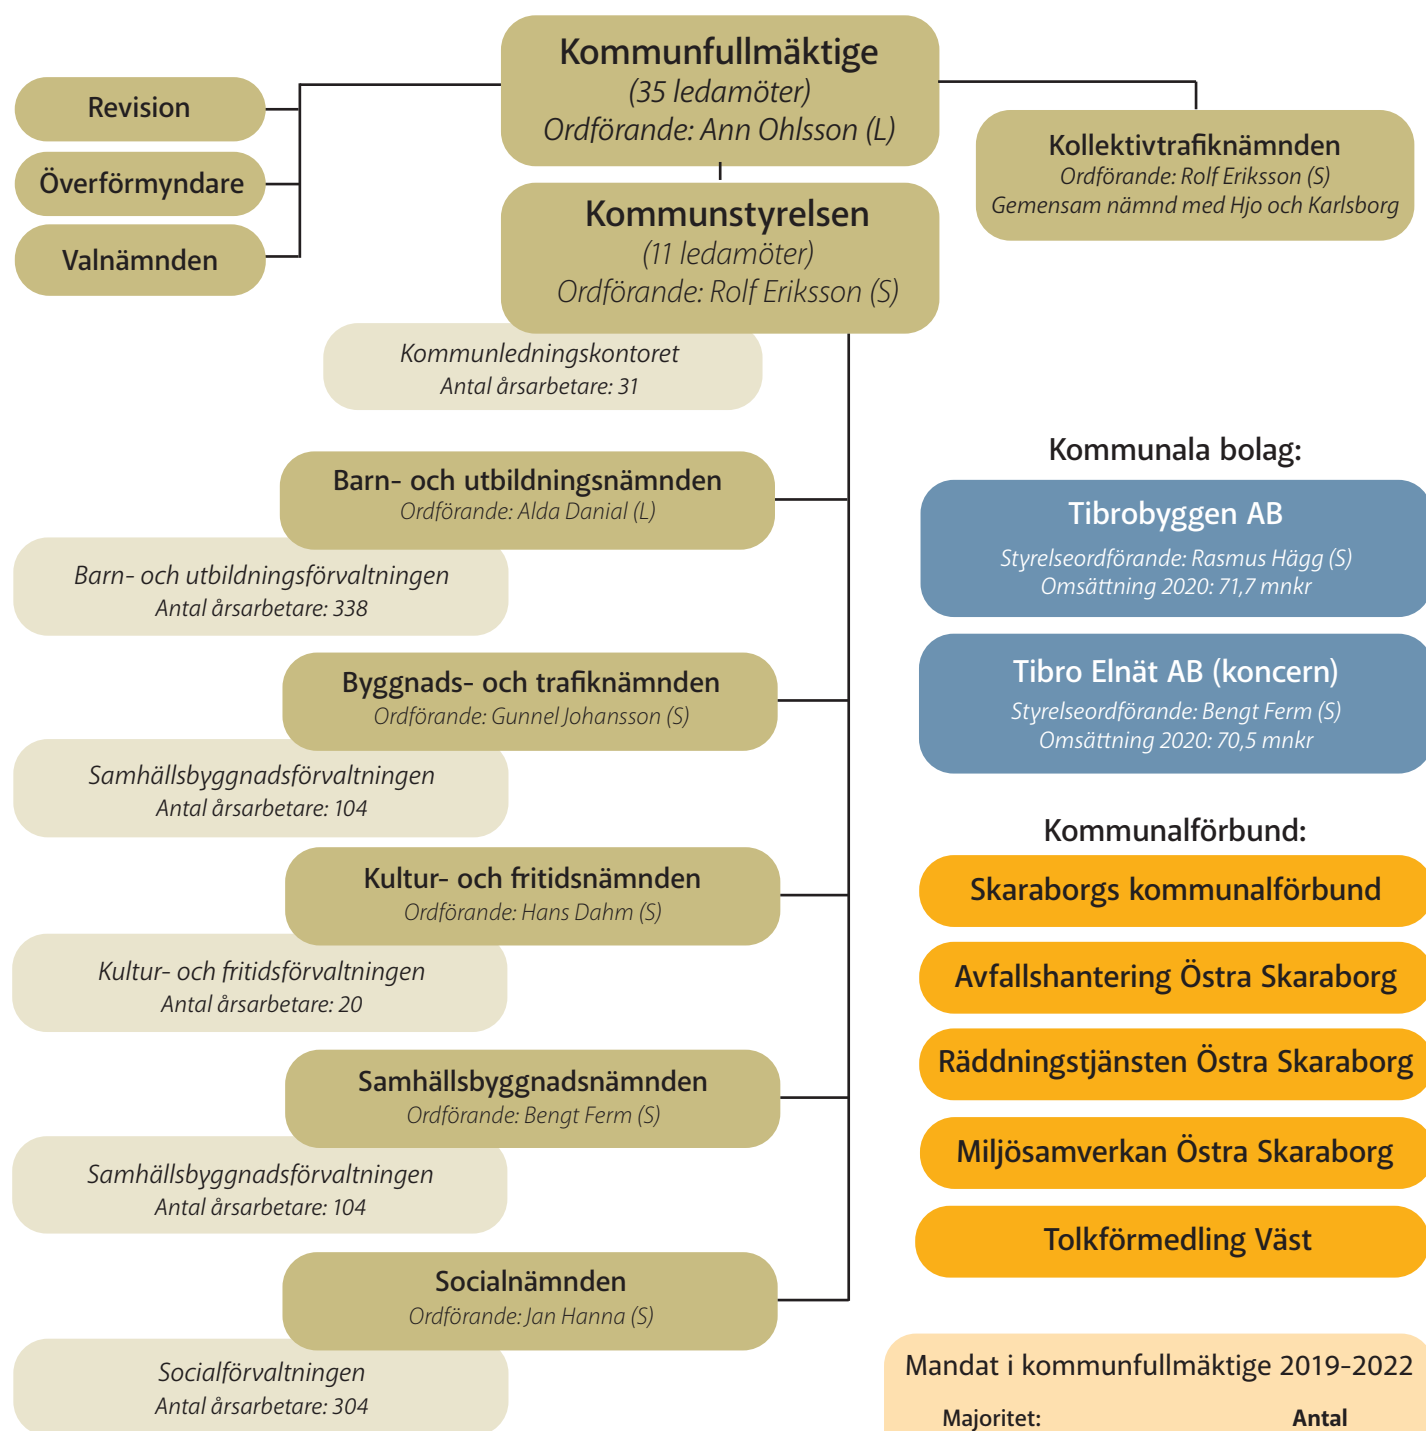 Kommunfullmäktige
(35 ledamöter)
Ordförande: Ann Ohlsson (L)
Revision
Överförmyndare
Valnämnden
Kollektivtrafiknämnden
Ordförande: Rolf Eriksson (S)
Gemensam nämnd med Hjo och Karlsborg
Kommunstyrelsen
(11 ledamöter)
Ordförande: Rolf Eriksson (S)
Kommunledningskontoret
Antal årsarbetare: 31
Barn- och utbildningsnämnden
Ordförande: Alda Danial (L)
Barn- och utbildningsförvaltningen
Antal årsarbetare: 338
Byggnads- och trafiknämnden
Ordförande: Gunnel Johansson (S)
Samhällsbyggnadsförvaltningen
Antal årsarbetare: 104
Kultur- och fritidsnämnden
Ordförande: Hans Dahm (S)
Kultur- och fritidsförvaltningen
Antal årsarbetare: 20
Samhällsbyggnadsnämnden
Ordförande: Bengt Ferm (S)
Samhällsbyggnadsförvaltningen
Antal årsarbetare: 104
Socialnämnden
Ordförande: Jan Hanna (S)
Socialförvaltningen
Antal årsarbetare: 304
Kommunala bolag:
Tibrobyggen AB
Styrelseordförande: Rasmus Hägg (S)
Omsättning 2020: 71,7 mnkr
Tibro Elnät AB (koncern)
Styrelseordförande: Bengt Ferm (S)
Omsättning 2020: 70,5 mnkr
Kommunalförbund:
Skaraborgs kommunalförbund
Avfallshantering Östra Skaraborg
Räddningstjänsten Östra Skaraborg
Miljösamverkan Östra Skaraborg
Tolkförmedling Väst
Mandat i kommunfullmäktige 2019-2022
Majoritet: Antal